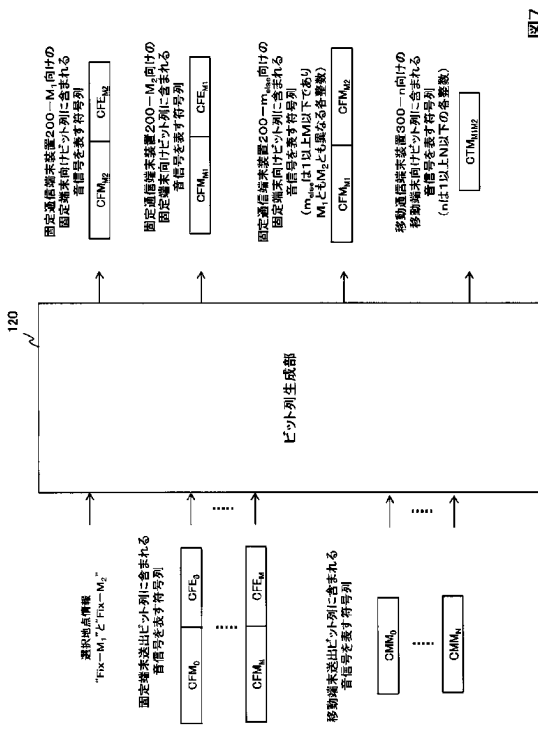 120
選択地点情報
"Fix－M₁"と"Fix－M₂"
固定端末送出ビット列に含まれる
音信号を表す符号列
CFM₀ CFE₀
‥‥‥
CFM_N CFE_M
移動端末送出ビット列に含まれる
音信号を表す符号列
CMM₀
‥‥‥
CMM_N
ビット列生成部
固定通信端末装置200－M₁向けの
固定端末向けビット列に含まれる
音信号を表す符号列
CFM_M2 CFE_M2
固定通信端末装置200－M₂向けの
固定端末向けビット列に含まれる
音信号を表す符号列
CFM_M1 CFE_M1
固定通信端末装置200－m_else向けの
固定端末向けビット列に含まれる
音信号を表す符号列
(m_elseは1以上M以下であり
M₁ともM₂とも異なる各整数)
CFM_M1 CFM_M2
移動通信端末装置300－n向けの
移動端末向けビット列に含まれる
音信号を表す符号列
(nは1以上N以下の各整数)
CTM_M1M2
図7